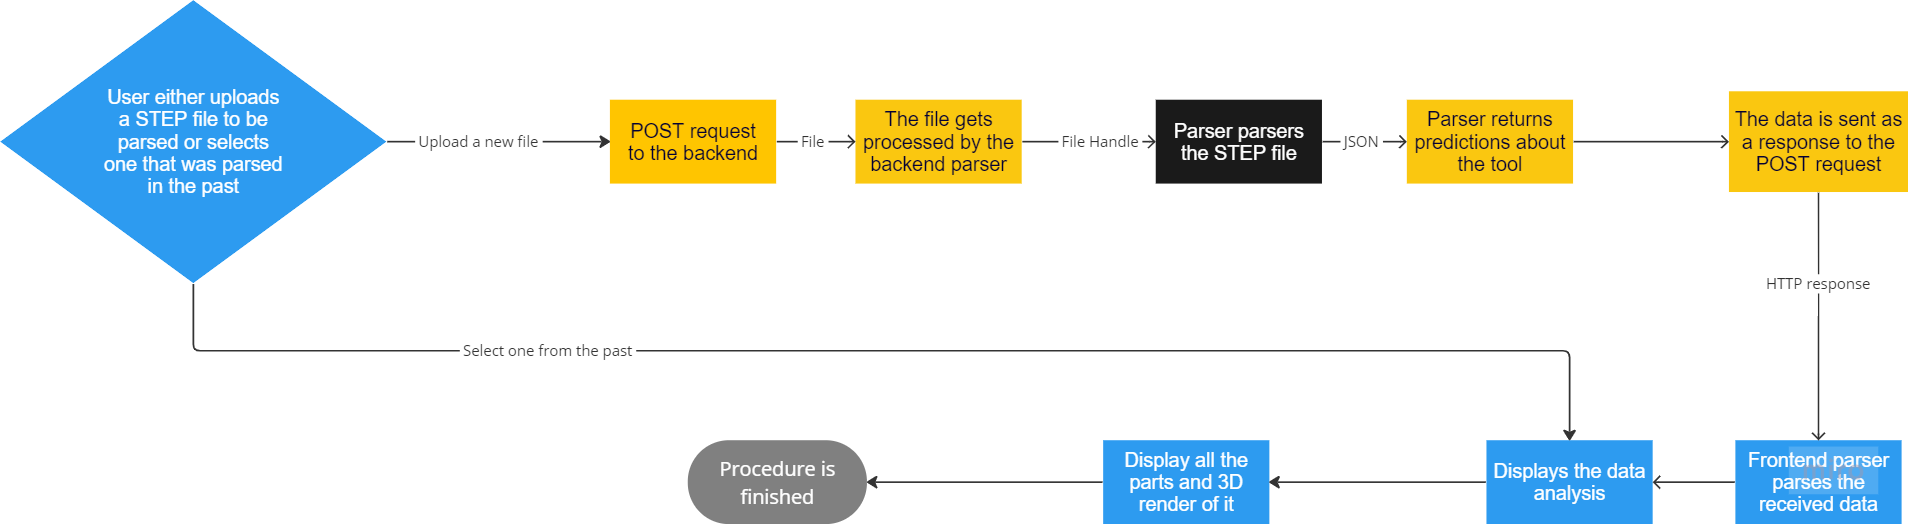 User either uploads
a STEP file to be
parsed or selects
one that was parsed
in the past
Upload a new file
POST request
to the backend
File
The file gets
processed by the
backend parser
File Handle
Parser parsers
the STEP file
JSON
Parser returns
predictions about
the tool
The data is sent as
a response to the
POST request
HTTP response
Select one from the past
Procedure is
finished
Display all the
parts and 3D
render of it
Displays the data
analysis
Frontend parser
parses the
received data